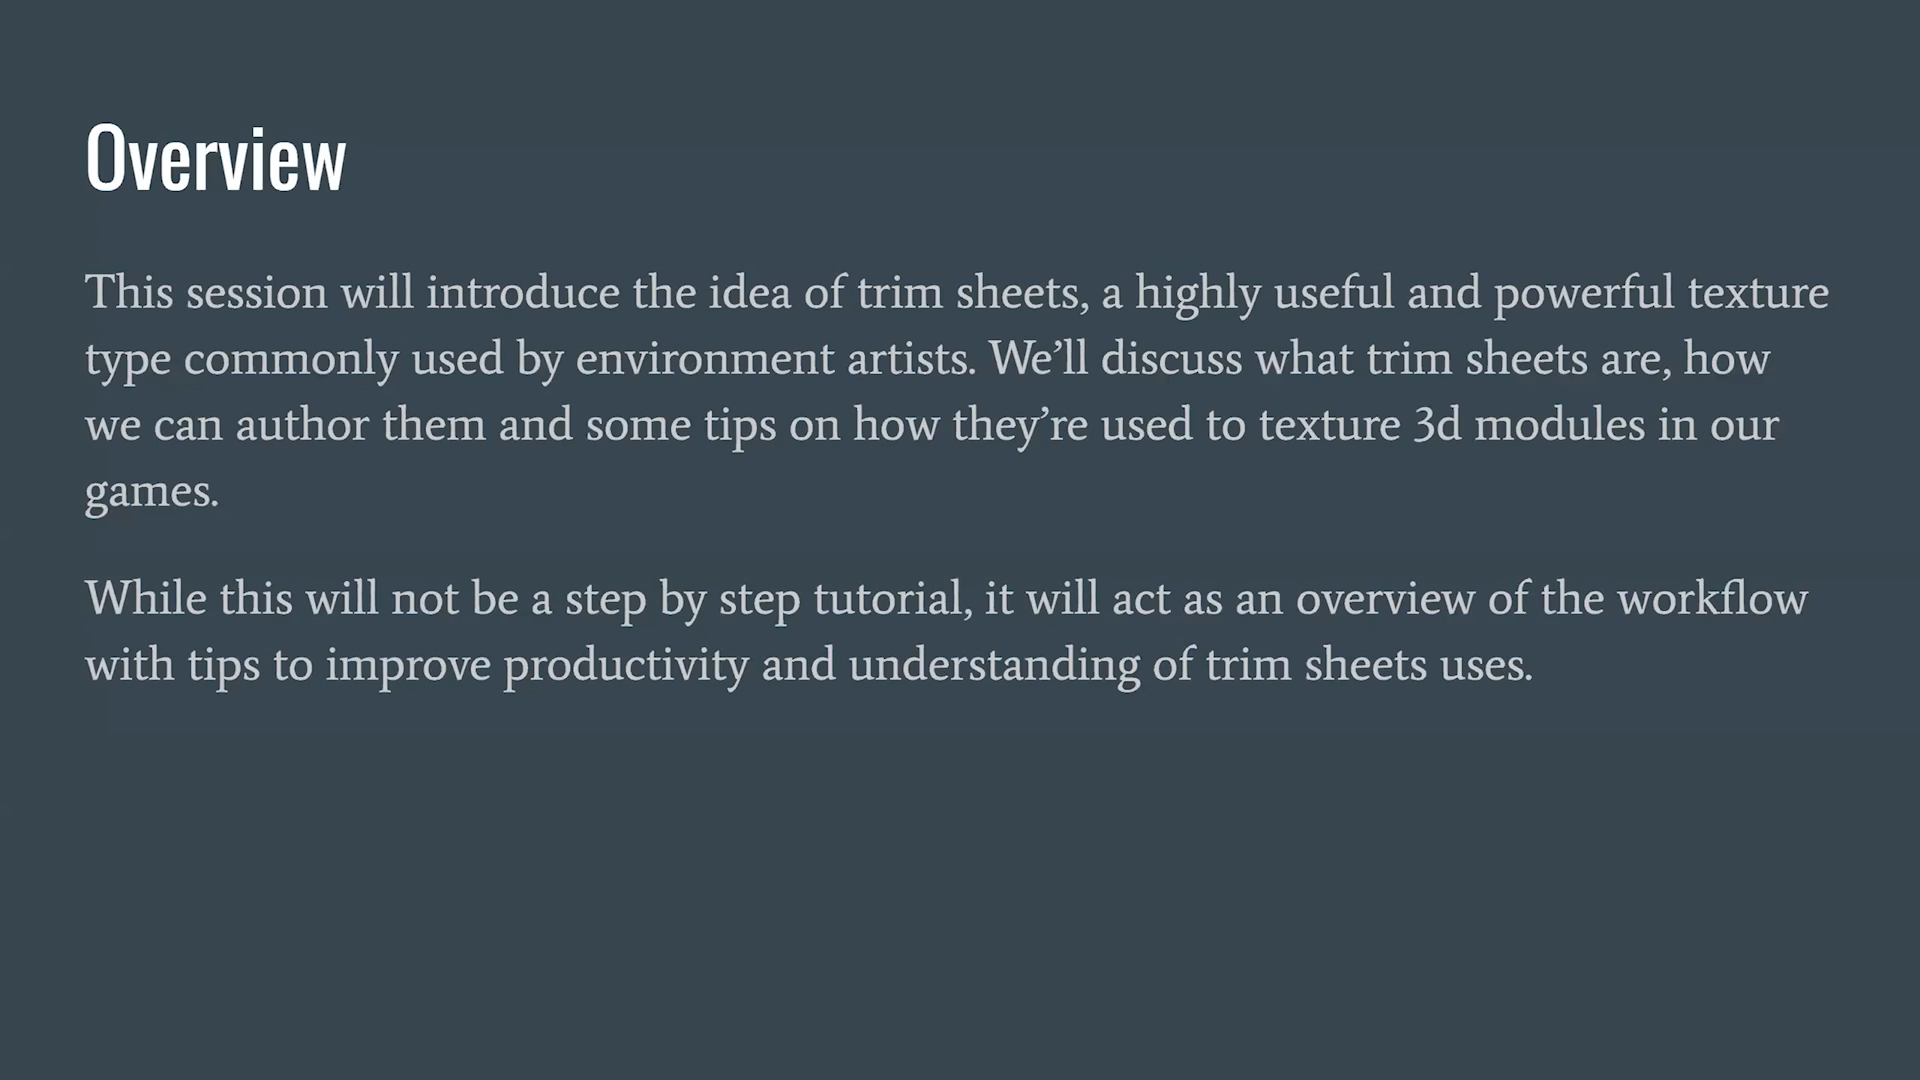 Overview
This session will introduce the idea of trim sheets, a highly useful and powerful texture
type commonly used by environment artists. We’ll discuss what trim sheets are, how
we can author them and some tips on how they’re used to texture 3d modules in our
games.
While this will not be a step by step tutorial, it will act as an overview of the workflow
with tips to improve productivity and understanding of trim sheets uses.